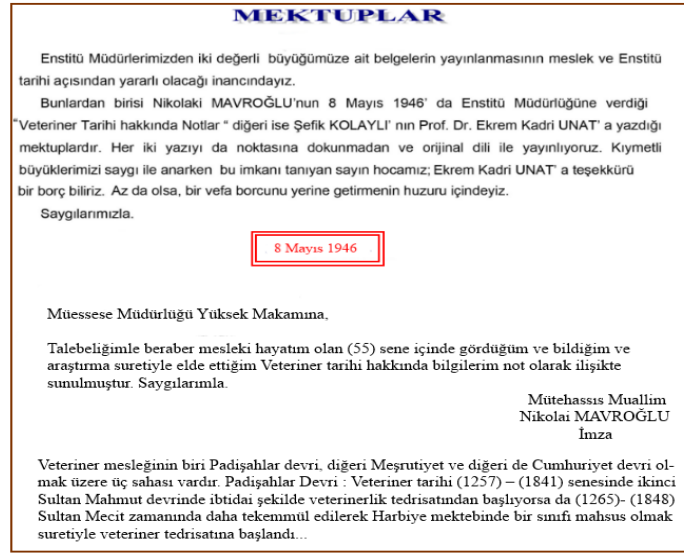 MEKTUPLAR
Enstitü Müdürlerimizden iki değerli büyüğümüze ait belgelerin yayınlanmasının meslek ve Enstitü
tarihi açısından yararlı olacağı inancındayız.
Bunlardan birisi Nikolaki MAVROĞLU'nun 8 Mayıs 1946' da Enstitü Müdürlüğüne verdiği
"Veteriner Tarihi hakkında Notlar " diğeri ise Şefik KOLAYLI' nın Prof. Dr. Ekrem Kadri UNAT' a yazdığı
mektuplardır. Her iki yazıyı da noktasına dokunmadan ve orijinal dili ile yayınlıyoruz. Kıymetli
büyüklerimizi saygı ile anarken bu imkanı tanıyan sayın hocamız; Ekrem Kadri UNAT' a teşekkürü
bir borç biliriz. Az da olsa, bir vefa borcunu yerine getirmenin huzuru içindeyiz.
Saygılarımızla.
8 Mayıs 1946
Müessese Müdürlüğü Yüksek Makamına,
Talebeliğimle beraber mesleki hayatım olan (55) sene içinde gördüğüm ve bildiğim ve
araştırma suretiyle elde ettiğim Veteriner tarihi hakkında bilgilerim not olarak ilişikte
sunulmuştur. Saygılarımla.
Mütehassıs Muallim
Nikolai MAVROĞLU
İmza
Veteriner mesleğinin biri Padişahlar devri, diğeri Meşrutiyet ve diğeri de Cumhuriyet devri ol-
mak üzere üç sahası vardır. Padişahlar Devri : Veteriner tarihi (1257) – (1841) senesinde ikinci
Sultan Mahmut devrinde ibtidai şekilde veterinerlik tedrisatından başlıyorsa da (1265)- (1848)
Sultan Mecit zamanında daha tekemmül edilerek Harbiye mektebinde bir sınıfı mahsus olmak
suretiyle veteriner tedrisatına başlandı...